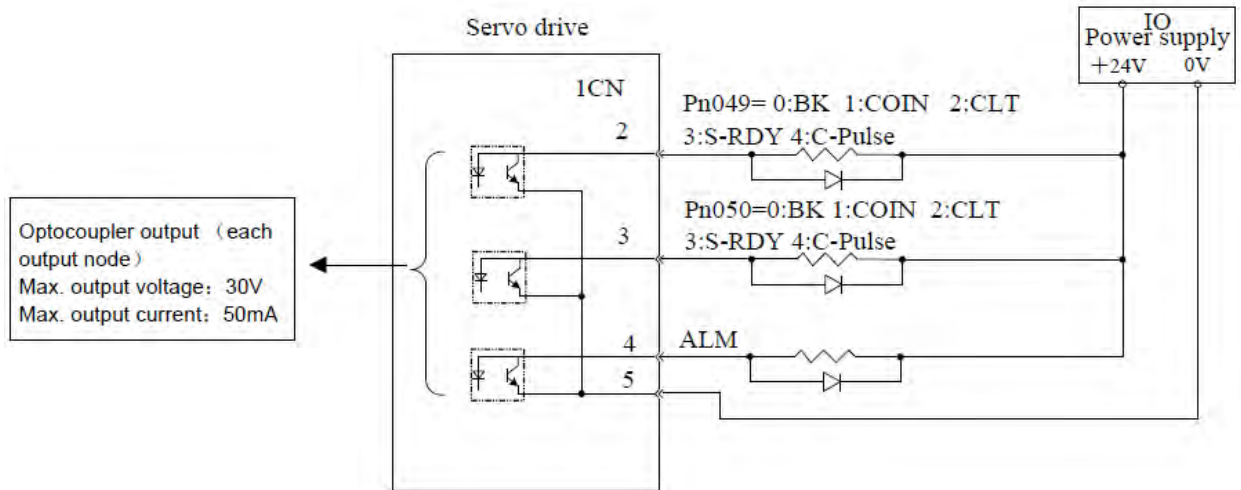 Servo drive
IO
Power supply
+24V 0V
1CN
Pn049= 0:BK 1:COIN 2:CLT
2
3:S-RDY 4:C-Pulse
Pn050=0:BK 1:COIN 2:CLT
3
3:S-RDY 4:C-Pulse
Optocoupler output （each
output node）
Max. output voltage：30V
Max. output current：50mA
4
ALM
5